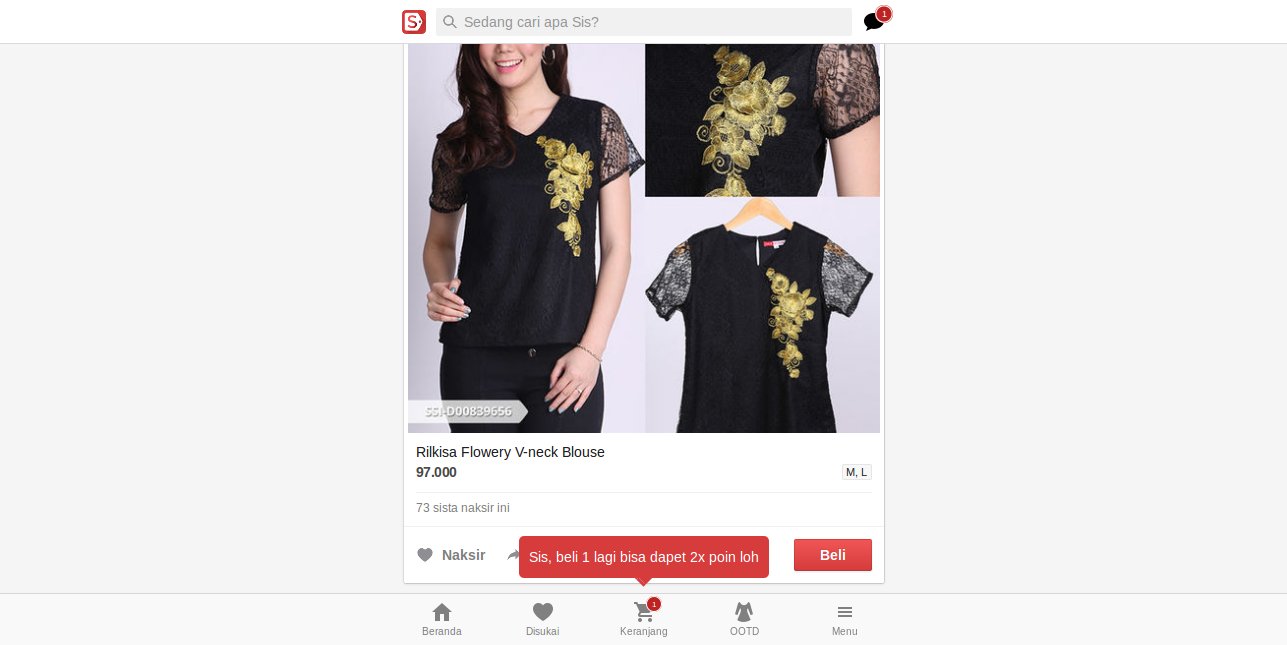 Sedang cari apa Sis?
1
SSI-D00839656
Rilkisa Flowery V-neck Blouse
97.000
M, L
73 sista naksir ini
Naksir
Sis, beli 1 lagi bisa dapet 2x poin loh
Beli
1
Beranda
Disukai
Keranjang
OOTD
Menu